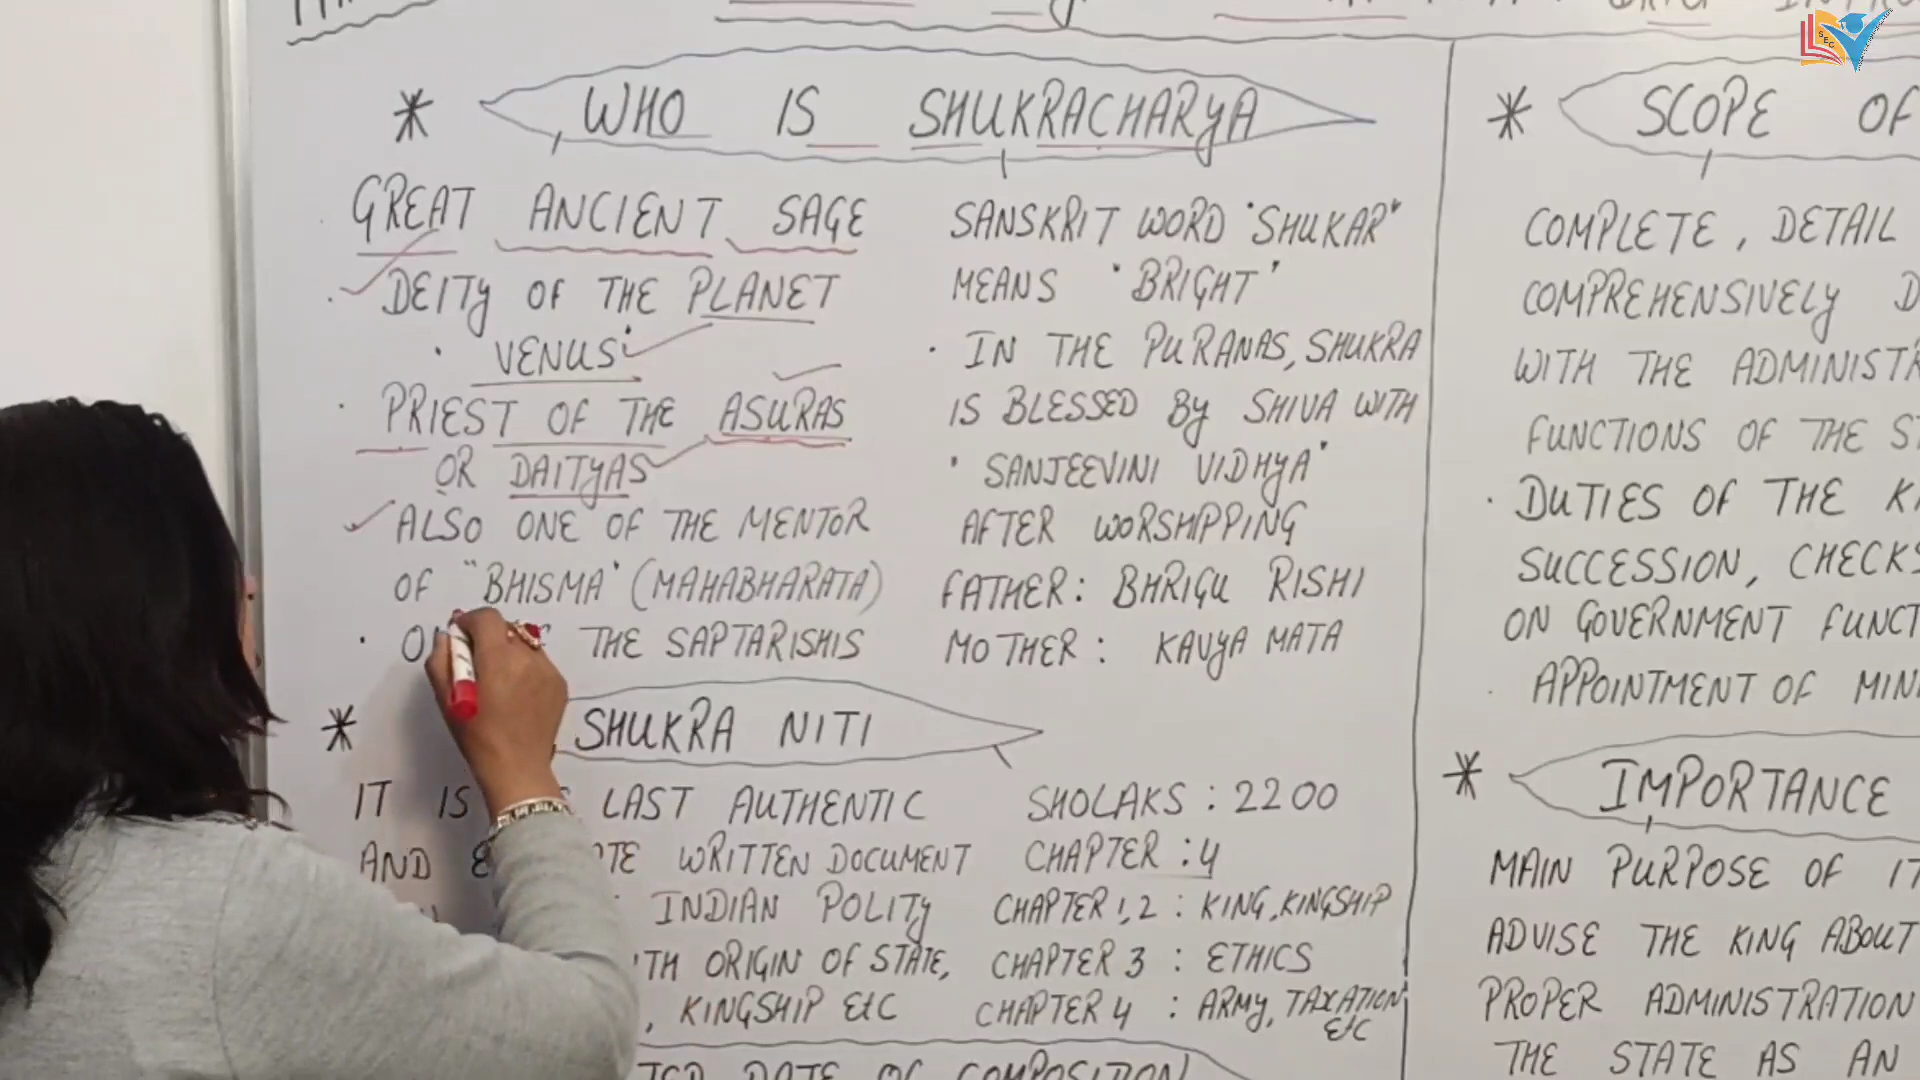 * WHO IS SHUKRACHARYA
GREAT ANCIENT SAGE
· DEITY OF THE PLANET
· VENUS
· PRIEST OF THE ASURAS
OR DAITYAS
ALSO ONE OF THE MENTOR
OF "BHISMA" (MAHABHARATA)
· THE SAPTARISHIS
SANSKRIT WORD "SHUKAR"
MEANS "BRIGHT"
· IN THE PURANAS, SHUKRA
IS BLESSED BY SHIVA WITH
"SANJEEVINI VIDHYA"
AFTER WORSHIPPING
FATHER : BHRIGU RISHI
MOTHER : KAVYA MATA
* SHUKRA NITI
IT IS LAST AUTHENTIC
AND WRITTEN DOCUMENT
INDIAN POLITY
ORIGIN OF STATE,
, KINGSHIP EtC
SHOLAKS : 2200
CHAPTER : 4
CHAPTER 1,2 : KING, KINGSHIP
CHAPTER 3 : ETHICS
CHAPTER 4 : ARMY, TAXATION
EtC
DATE OF COMPOSITION
* SCOPE OF
COMPLETE, DETAIL
COMPREHENSIVELY
WITH THE
FUNCTIONS OF THE
· DUTIES OF THE
SUCCESSION, CHECKS
ON GOVERNMENT
APPOINTMENT OF
* IMPORTANCE
MAIN PURPOSE OF
ADVISE THE KING ABOUT
PROPER ADMINISTRATION
THE STATE AS AN
SEC